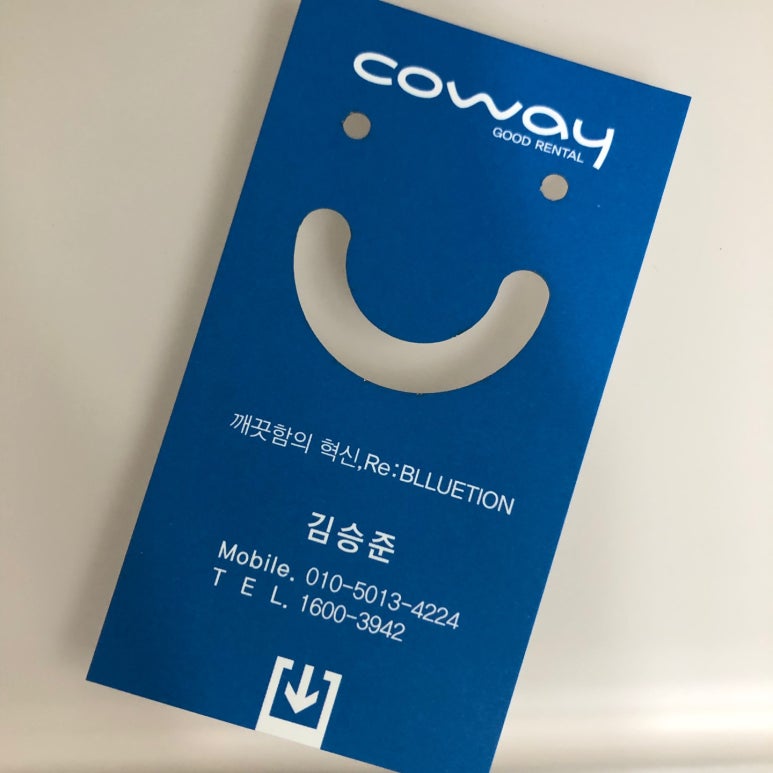 coway
GOOD RENTAL
깨끗함의 혁신,Re:BLLUETION
김승준
Mobile. 010-5013-4224
T E L. 1600-3942